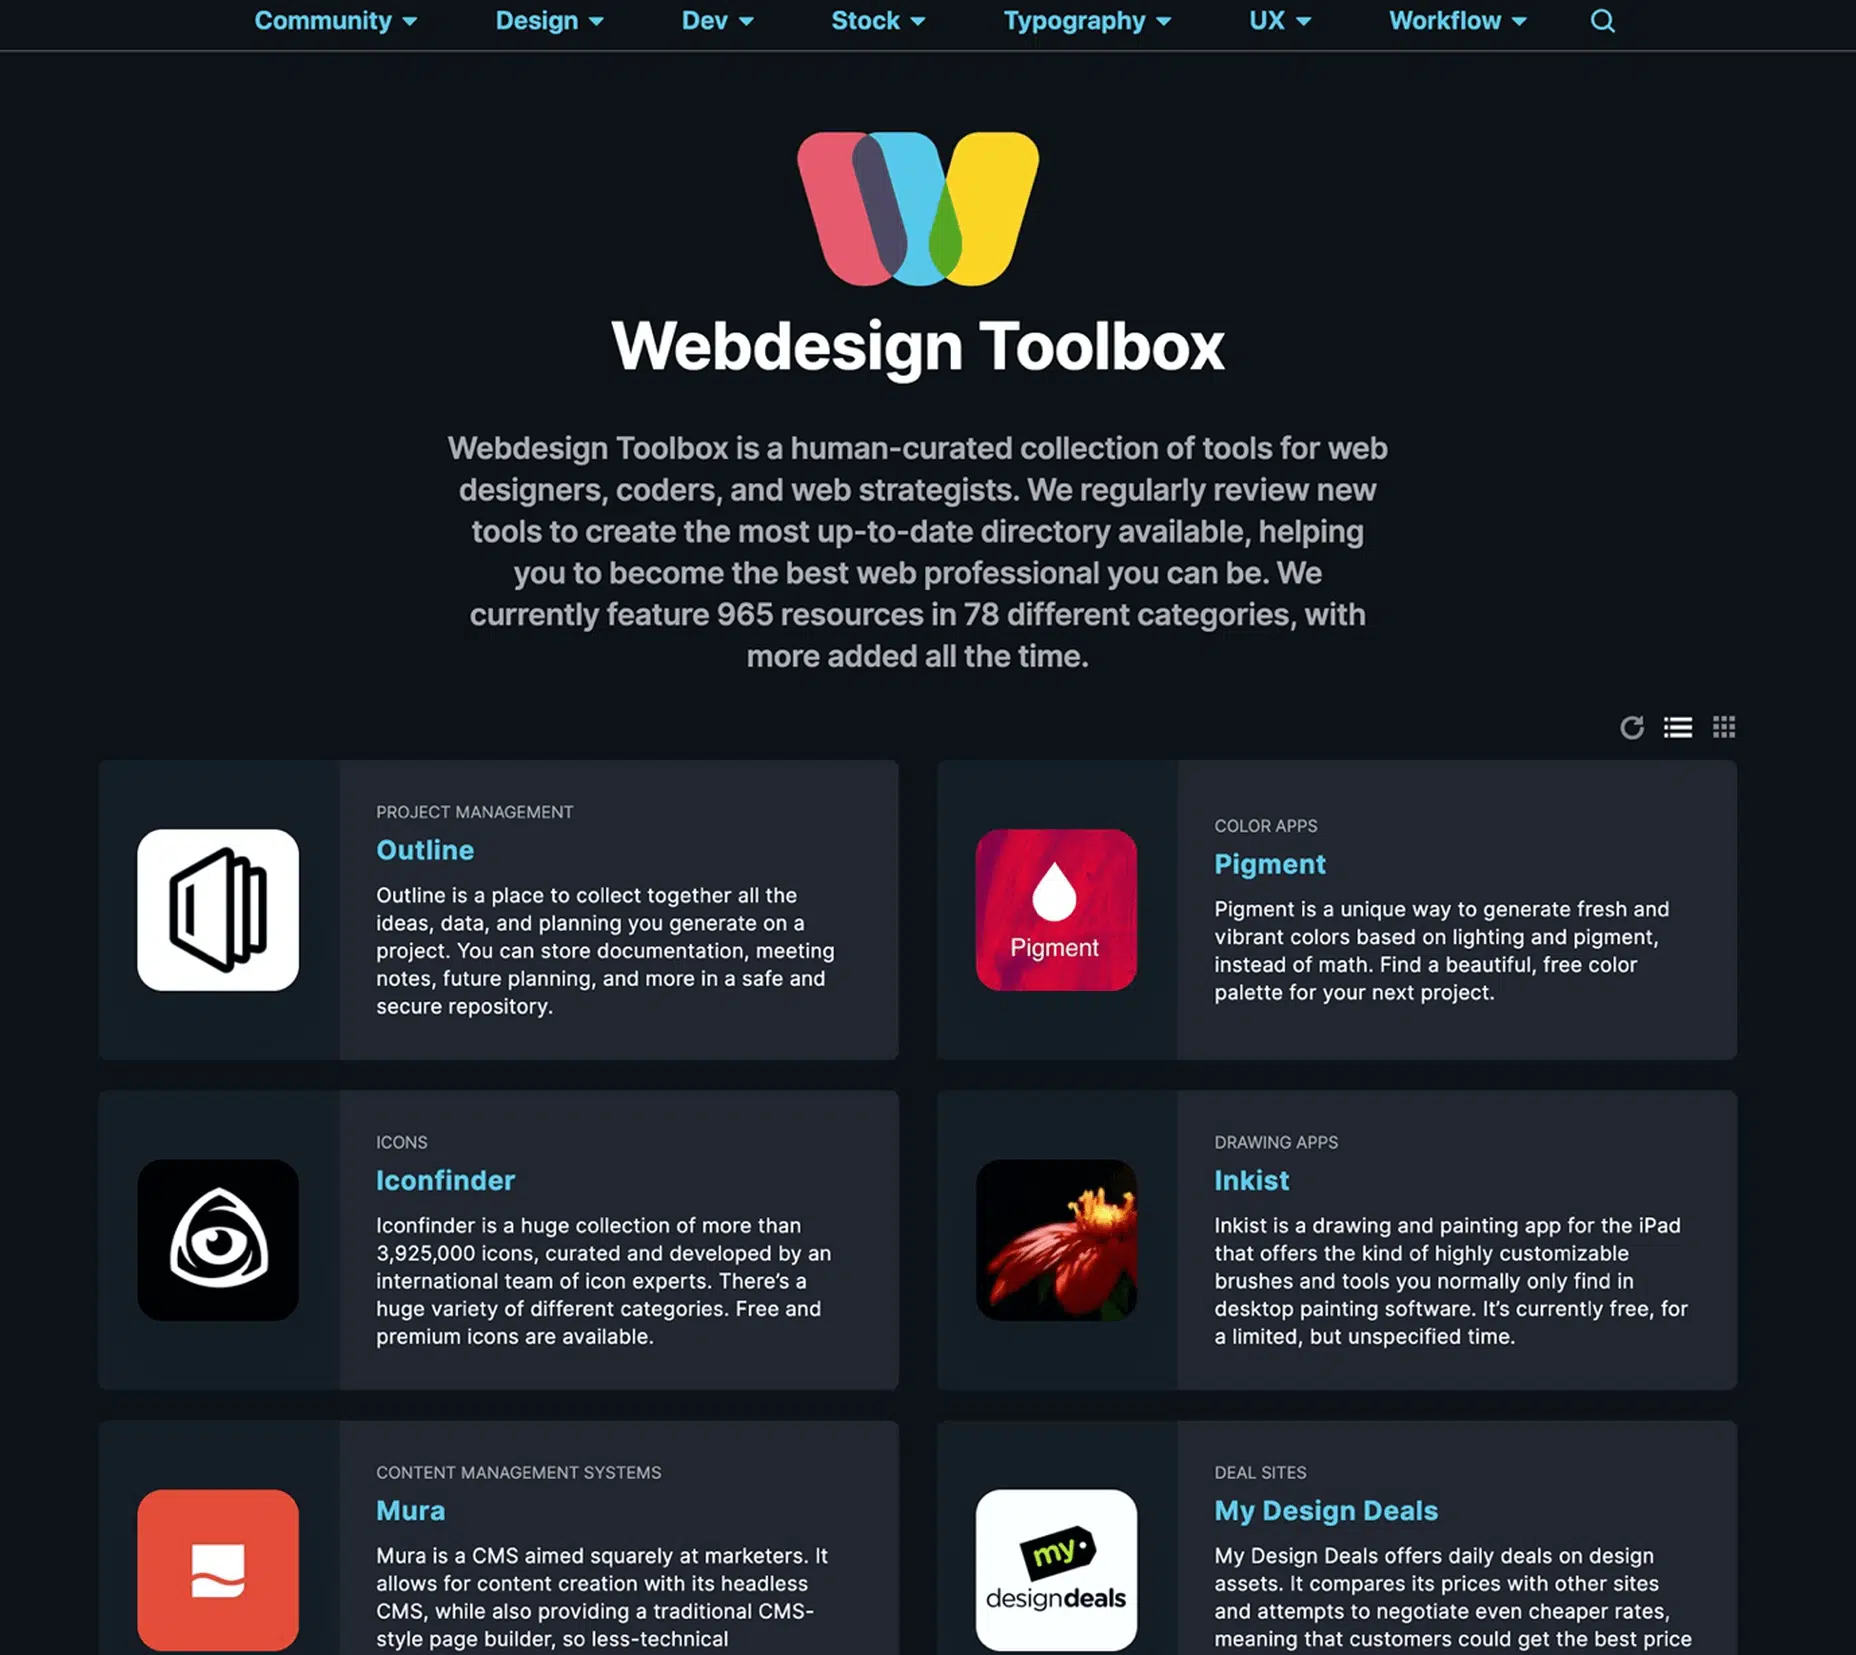 Community Design Dev Stock Typography UX Workflow
Webdesign Toolbox
Webdesign Toolbox is a human-curated collection of tools for web
designers, coders, and web strategists. We regularly review new
tools to create the most up-to-date directory available, helping
you to become the best web professional you can be. We
currently feature 965 resources in 78 different categories, with
more added all the time.
PROJECT MANAGEMENT
Outline
Outline is a place to collect together all the
ideas, data, and planning you generate on a
project. You can store documentation, meeting
notes, future planning, and more in a safe and
secure repository.
Pigment
COLOR APPS
Pigment
Pigment is a unique way to generate fresh and
vibrant colors based on lighting and pigment,
instead of math. Find a beautiful, free color
palette for your next project.
ICONS
Iconfinder
Iconfinder is a huge collection of more than
3,925,000 icons, curated and developed by an
international team of icon experts. There’s a
huge variety of different categories. Free and
premium icons are available.
DRAWING APPS
Inkist
Inkist is a drawing and painting app for the iPad
that offers the kind of highly customizable
brushes and tools you normally only find in
desktop painting software. It’s currently free, for
a limited, but unspecified time.
CONTENT MANAGEMENT SYSTEMS
Mura
Mura is a CMS aimed squarely at marketers. It
allows for content creation with its headless
CMS, while also providing a traditional CMS-
style page builder, so less-technical
my
designdeals
DEAL SITES
My Design Deals
My Design Deals offers daily deals on design
assets. It compares its prices with other sites
and attempts to negotiate even cheaper rates,
meaning that customers could get the best price